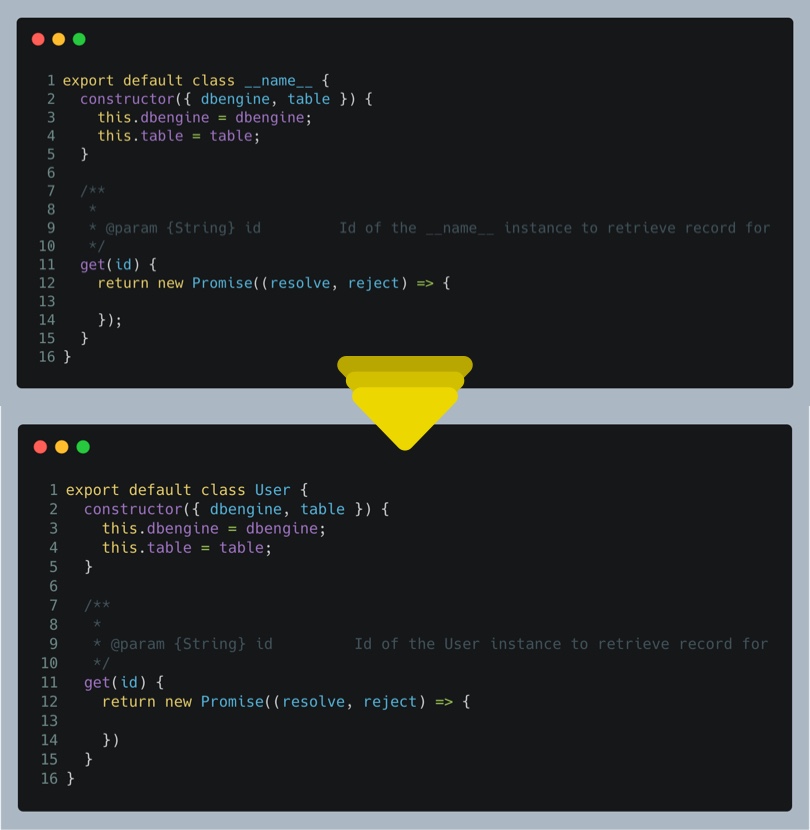 1 export default class __name__ {
2   constructor({ dbengine, table }) {
3     this.dbengine = dbengine;
4     this.table = table;
5   }
6
7   /**
8    *
9    * @param {String} id         Id of the __name__ instance to retrieve record for
10    */
11   get(id) {
12     return new Promise((resolve, reject) => {
13
14     });
15   }
16 }
1 export default class User {
2   constructor({ dbengine, table }) {
3     this.dbengine = dbengine;
4     this.table = table;
5   }
6
7   /**
8    *
9    * @param {String} id         Id of the User instance to retrieve record for
10    */
11   get(id) {
12     return new Promise((resolve, reject) => {
13
14     })
15   }
16 }